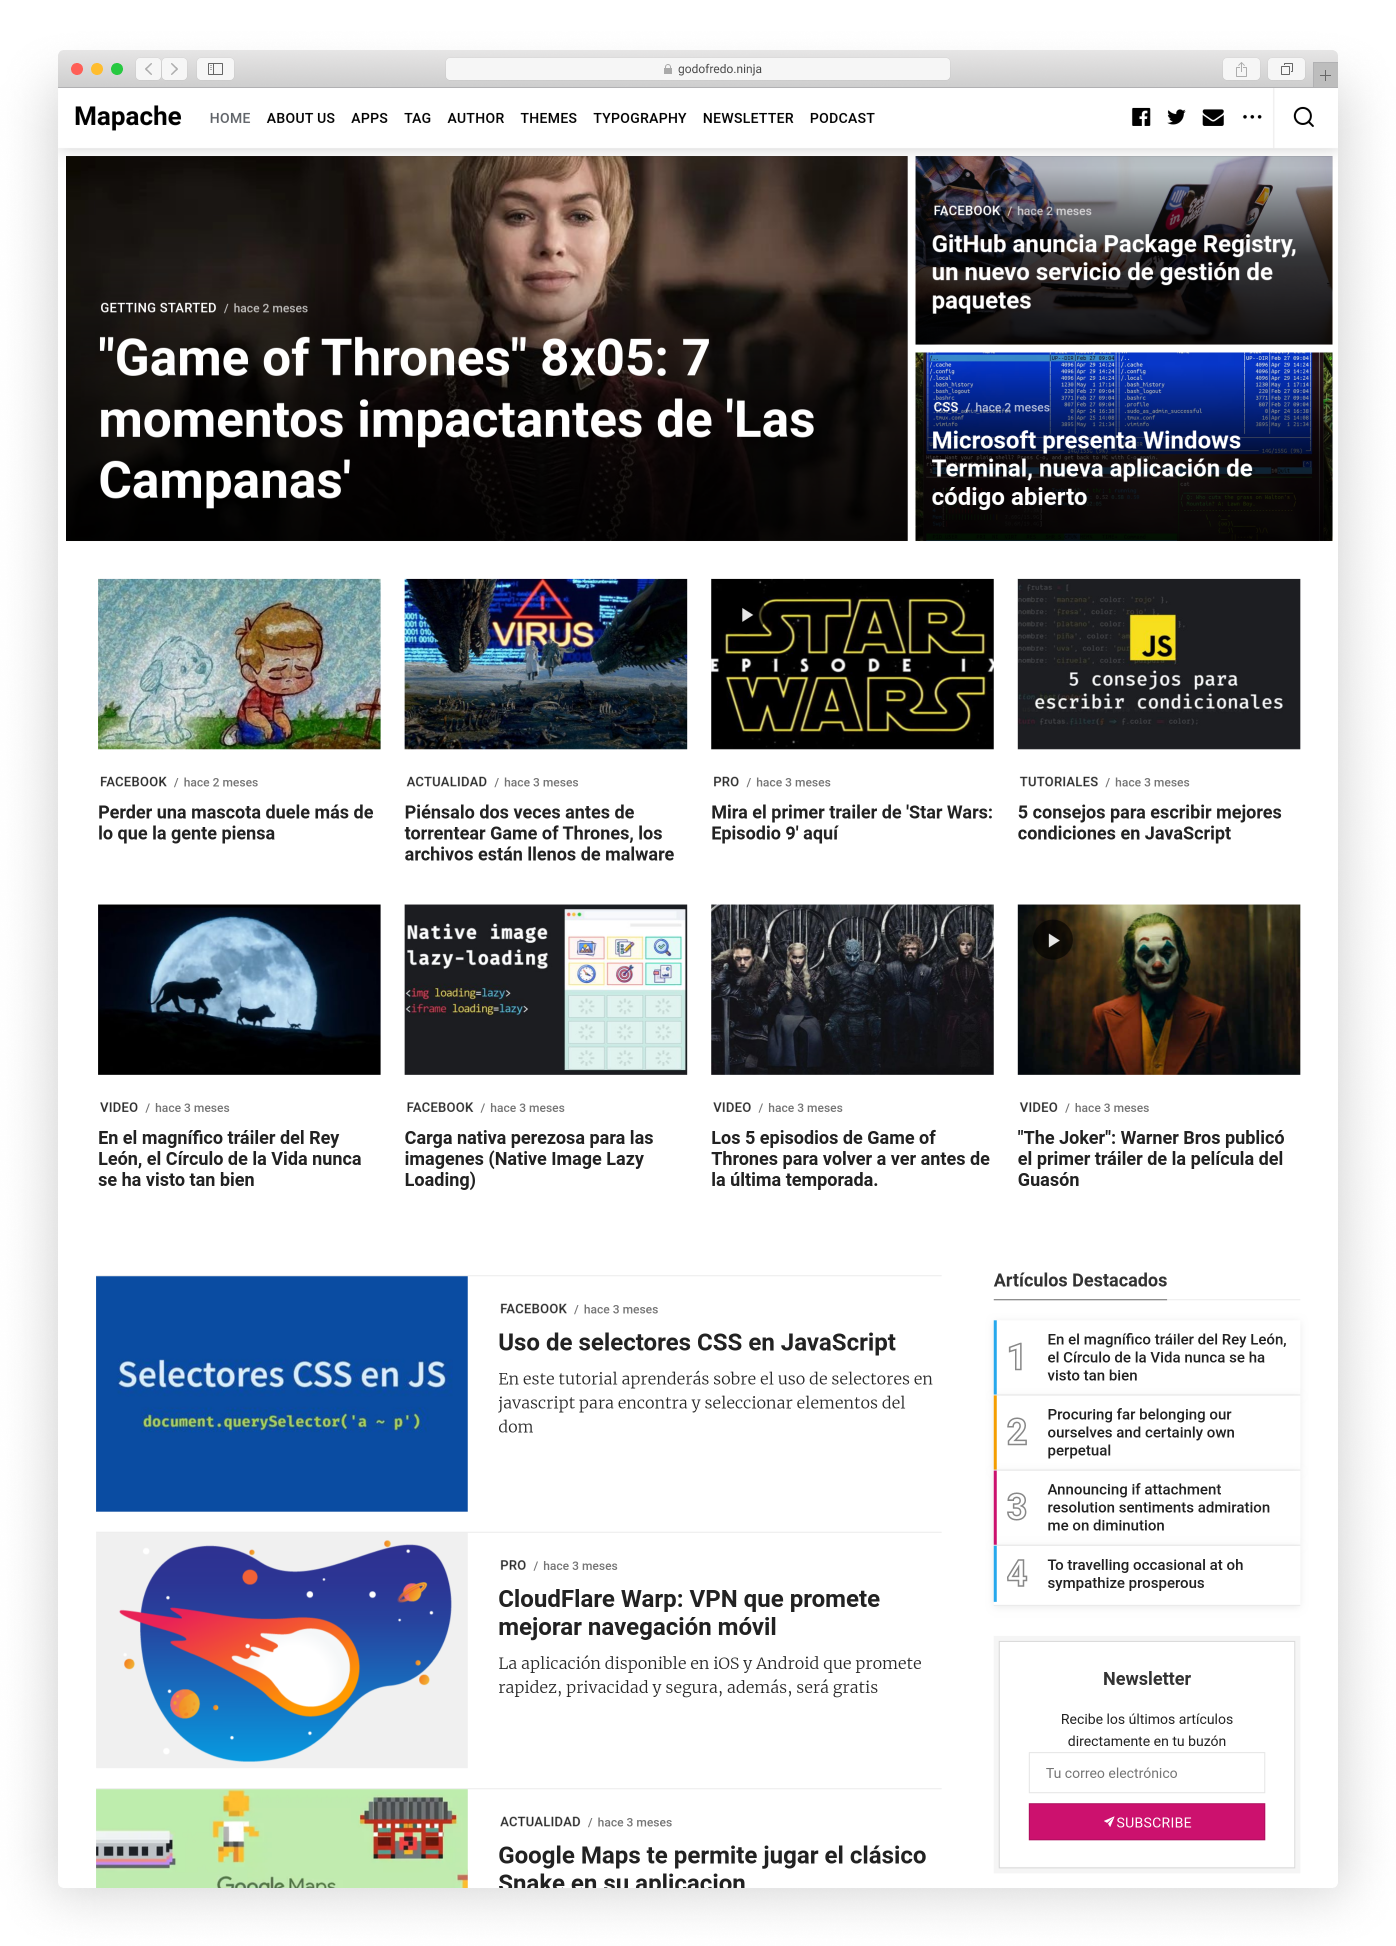 godofredo.ninja
Mapache HOME ABOUT US APPS TAG AUTHOR THEMES TYPOGRAPHY NEWSLETTER PODCAST
GETTING STARTED / hace 2 meses
"Game of Thrones" 8x05: 7
momentos impactantes de 'Las
Campanas'
FACEBOOK / hace 2 meses
GitHub anuncia Package Registry,
un nuevo servicio de gestión de
paquetes
CSS / hace 2 meses
Microsoft presenta Windows
Terminal, nueva aplicación de
código abierto
FACEBOOK / hace 2 meses
Perder una mascota duele más de
lo que la gente piensa
VIRUS
ACTUALIDAD / hace 3 meses
Piénsalo dos veces antes de
torrentear Game of Thrones, los
archivos están llenos de malware
STAR
EPISODE IX
WARS
PRO / hace 3 meses
Mira el primer trailer de 'Star Wars:
Episodio 9' aquí
JS
5 consejos para
escribir condicionales
TUTORIALES / hace 3 meses
5 consejos para escribir mejores
condiciones en JavaScript
VIDEO / hace 3 meses
En el magnífico tráiler del Rey
León, el Círculo de la Vida nunca
se ha visto tan bien
Native image
lazy-loading
<img loading=lazy>
<iframe loading=lazy>
FACEBOOK / hace 3 meses
Carga nativa perezosa para las
imagenes (Native Image Lazy
Loading)
VIDEO / hace 3 meses
Los 5 episodios de Game of
Thrones para volver a ver antes de
la última temporada.
VIDEO / hace 3 meses
"The Joker": Warner Bros publicó
el primer tráiler de la película del
Guasón
Selectores CSS en JS
document.querySelector('a ~ p')
FACEBOOK / hace 3 meses
Uso de selectores CSS en JavaScript
En este tutorial aprenderás sobre el uso de selectores en
javascript para encontra y seleccionar elementos del
dom
PRO / hace 3 meses
CloudFlare Warp: VPN que promete
mejorar navegación móvil
La aplicación disponible en iOS y Android que promete
rapidez, privacidad y segura, además, será gratis
Google Maps
ACTUALIDAD / hace 3 meses
Google Maps te permite jugar el clásico
Snake en su aplicacion
Artículos Destacados
1
En el magnífico tráiler del Rey León,
el Círculo de la Vida nunca se ha
visto tan bien
2
Procuring far belonging our
ourselves and certainly own
perpetual
3
Announcing if attachment
resolution sentiments admiration
me on diminution
4
To travelling occasional at oh
sympathize prosperous
Newsletter
Recibe los últimos artículos
directamente en tu buzón
Tu correo electrónico
SUBSCRIBE